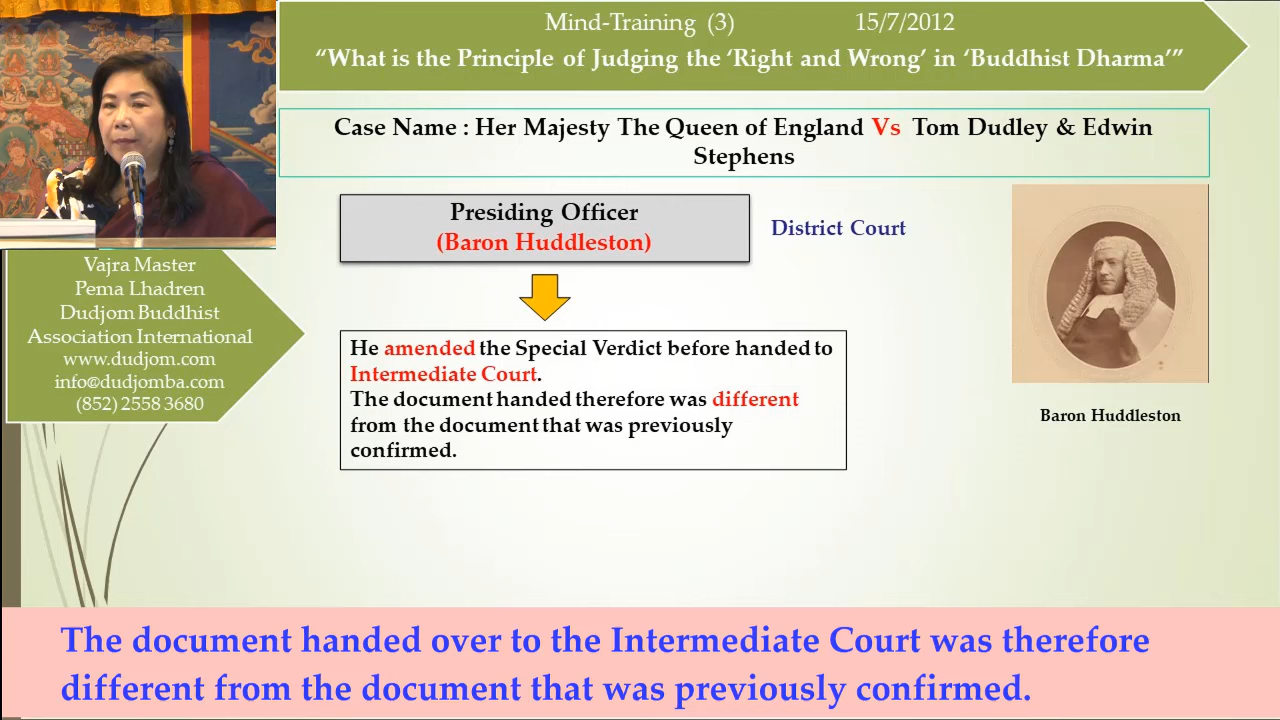 Mind-Training (3) 15/7/2012
“What is the Principle of Judging the ‘Right and Wrong’ in ‘Buddhist Dharma’”
Case Name : Her Majesty The Queen of England Vs Tom Dudley & Edwin
Stephens
Presiding Officer
(Baron Huddleston)
District Court
Vajra Master
Pema Lhadren
Dudjom Buddhist
Association International
www.dudjom.com
info@dudjomba.com
(852) 2558 3680
He amended the Special Verdict before handed to
Intermediate Court.
The document handed therefore was different
from the document that was previously
confirmed.
Baron Huddleston
The document handed over to the Intermediate Court was therefore
different from the document that was previously confirmed.